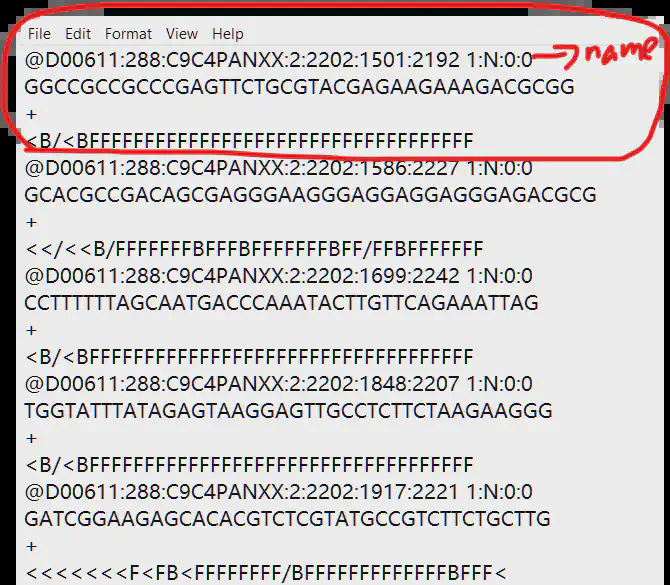 File Edit Format View Help
@D00611:288:C9C4PANXX:2:2202:1501:2192 1:N:0:0 name
GGCCGCCGCCCGAGTTCTGCGTACGAGAAGAAAGACGCGG
+
<B/<BFFFFFFFFFFFFFFFFFFFFFFFFFFFFFFFFFFF
@D00611:288:C9C4PANXX:2:2202:1586:2227 1:N:0:0
GCACGCCGACAGCGAGGGAAGGGAGGAGGAGGGAGACGCG
+
<</<<B/FFFFFFFBFFFBFFFFFFFBFF/FFBFFFFFFF
@D00611:288:C9C4PANXX:2:2202:1699:2242 1:N:0:0
CCTTTTTTAGCAATGACCCAAATACTTGTTCAGAAATTAG
+
<B/<BFFFFFFFFFFFFFFFFFFFFFFFFFFFFFFFFFFF
@D00611:288:C9C4PANXX:2:2202:1848:2207 1:N:0:0
TGGTATTTATAGAGTAAGGAGTTGCCTCTTCTAAGAAGGG
+
<B/<BFFFFFFFFFFFFFFFFFFFFFFFFFFFFFFFFFFF
@D00611:288:C9C4PANXX:2:2202:1917:2221 1:N:0:0
GATCGGAAGAGCACACGTCTCGTATGCCGTCTTCTGCTTG
+
<<<<<<<F<FB<FFFFFFFF/BFFFFFFFFFFFFFBFFF<